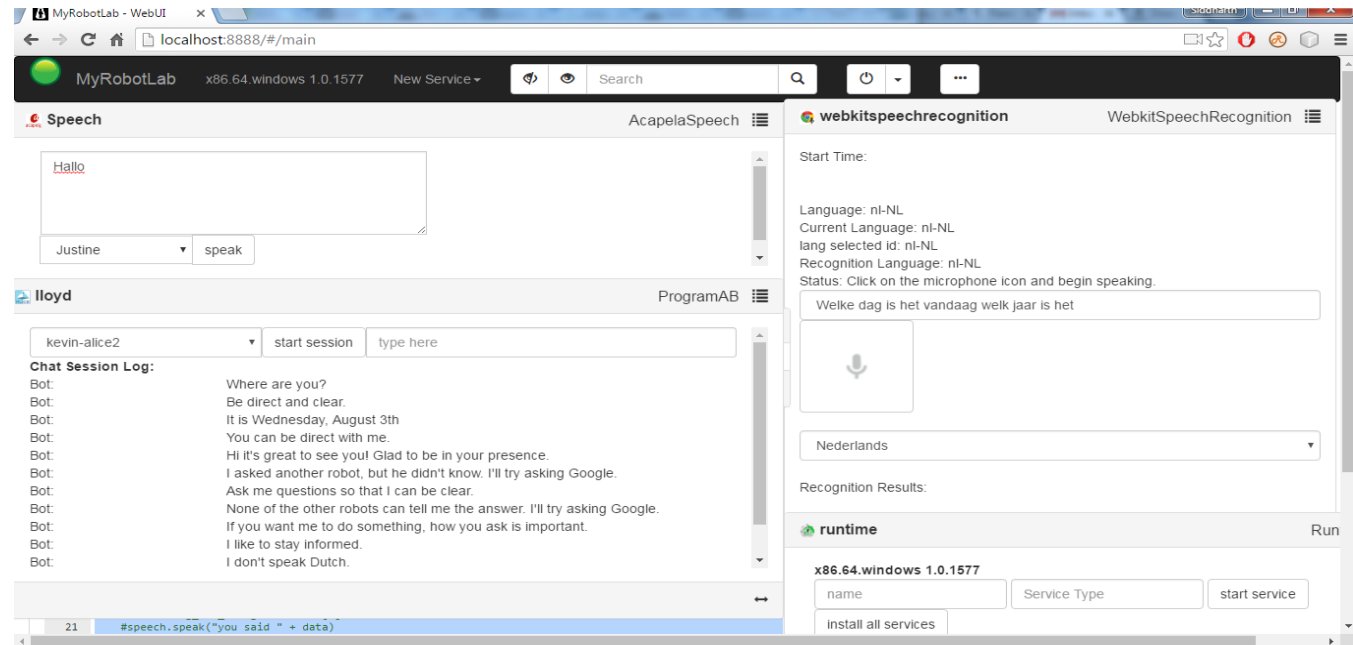 MyRobotLab - WebUI
Siddharth
localhost:8888/#/main
MyRobotLab x86.64.windows 1.0.1577 New Service Search
Speech AcapelaSpeech
Hallo
Justine speak
lloyd ProgramAB
kevin-alice2 start session type here
Chat Session Log:
Bot: Where are you?
Bot: Be direct and clear.
Bot: It is Wednesday, August 3th
Bot: You can be direct with me.
Bot: Hi it's great to see you! Glad to be in your presence.
Bot: I asked another robot, but he didn't know. I'll try asking Google.
Bot: Ask me questions so that I can be clear.
Bot: None of the other robots can tell me the answer. I'll try asking Google.
Bot: If you want me to do something, how you ask is important.
Bot: I like to stay informed.
Bot: I don't speak Dutch.
21 #speech.speak("you said " + data)
webkitspeechrecognition WebkitSpeechRecognition
Start Time:
Language: nl-NL
Current Language: nl-NL
lang selected id: nl-NL
Recognition Language: nl-NL
Status: Click on the microphone icon and begin speaking.
Welke dag is het vandaag welk jaar is het
Nederlands
Recognition Results:
runtime Run
x86.64.windows 1.0.1577
name Service Type start service
install all services